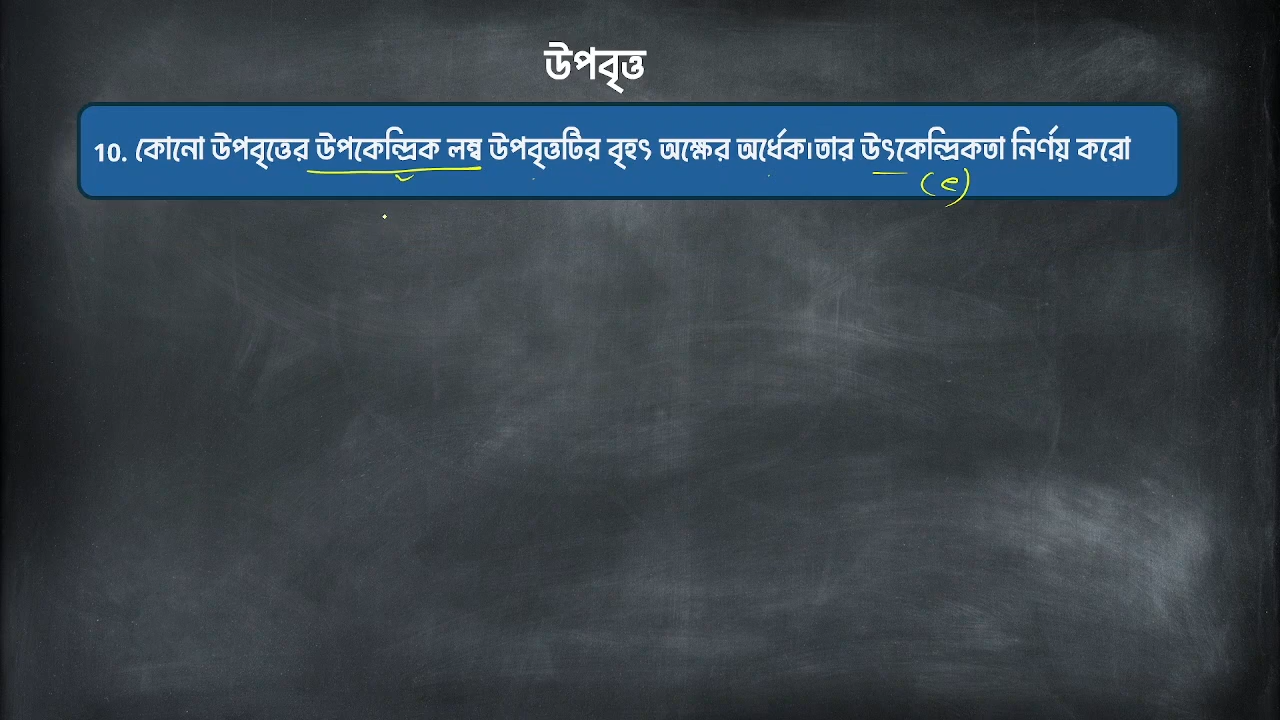 উপবৃত্ত
10. কোনো উপবৃত্তের উপকেন্দ্রিক লম্ব উপবৃত্তটির বৃহৎ অক্ষের অর্ধেক।তার উৎকেন্দ্রিকতা নির্ণয় করো
(e)